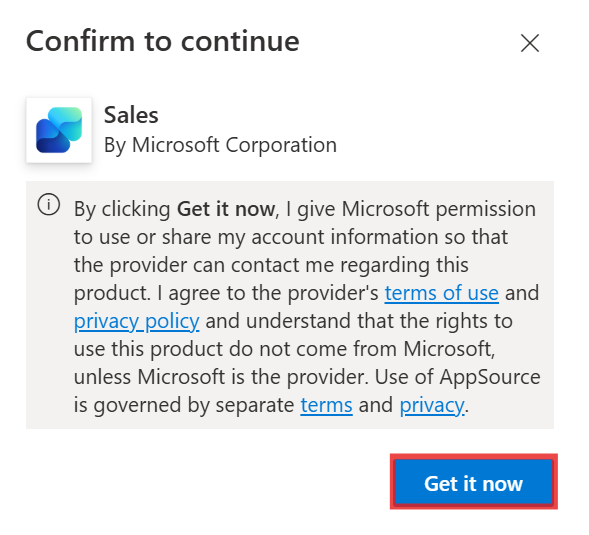 Confirm to continue
Sales
By Microsoft Corporation
By clicking Get it now, I give Microsoft permission
to use or share my account information so that
the provider can contact me regarding this
product. I agree to the provider's terms of use and
privacy policy and understand that the rights to
use this product do not come from Microsoft,
unless Microsoft is the provider. Use of AppSource
is governed by separate terms and privacy.
Get it now